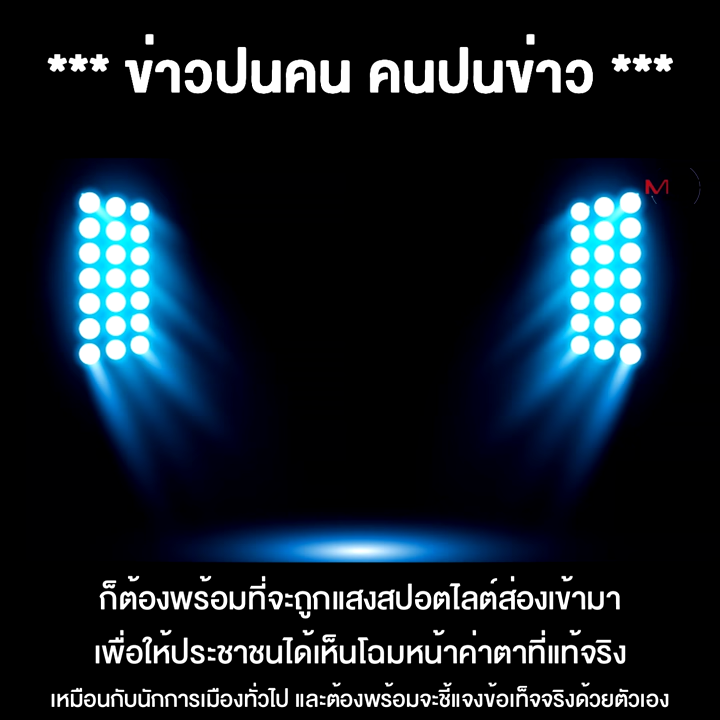 *** ข่าวปนคน คนปนข่าว ***
M
ก็ต้องพร้อมที่จะถูกแสงสปอตไลต์ส่องเข้ามา
เพื่อให้ประชาชนได้เห็นโฉมหน้าค่าตาที่แท้จริง
เหมือนกับนักการเมืองทั่วไป และต้องพร้อมจะชี้แจงข้อเท็จจริงด้วยตัวเอง